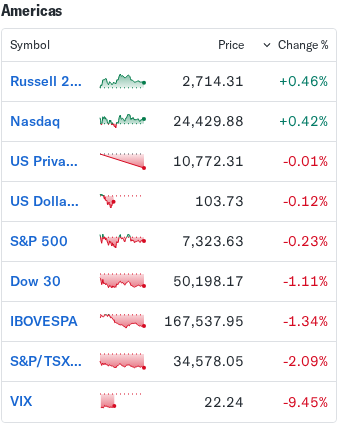 Americas
Symbol Price Change %
Russell 2... 2,714.31 +0.46%
Nasdaq 24,429.88 +0.42%
US Priva... 10,772.31 -0.01%
US Dolla... 103.73 -0.12%
S&P 500 7,323.63 -0.23%
Dow 30 50,198.17 -1.11%
IBOVESPA 167,537.95 -1.34%
S&P/TSX... 34,578.05 -2.09%
VIX 22.24 -9.45%